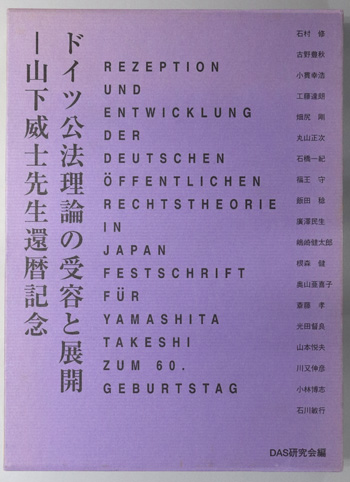 ドイツ公法理論の受容と展開
―山下威士先生還暦記念
REZEPTION
UND
ENTWICKLUNG
DER
DEUTSCHEN
ÖFFENTLICHEN
RECHTSTHEORIE
IN
JAPAN
FESTSCHRIFT
FÜR
YAMASHITA
TAKESHI
ZUM 60.
GEBURTSTAG
石村 修
古野豊秋
小貫幸浩
工藤達朗
畑尻 剛
丸山正次
石橋一紀
福王 守
飯田 稔
廣澤民生
嶋崎健太郎
根森 健
奥山亜喜子
斎藤 孝
光田督良
山本悦夫
川又伸彦
小林博志
石川敏行
DAS研究会編